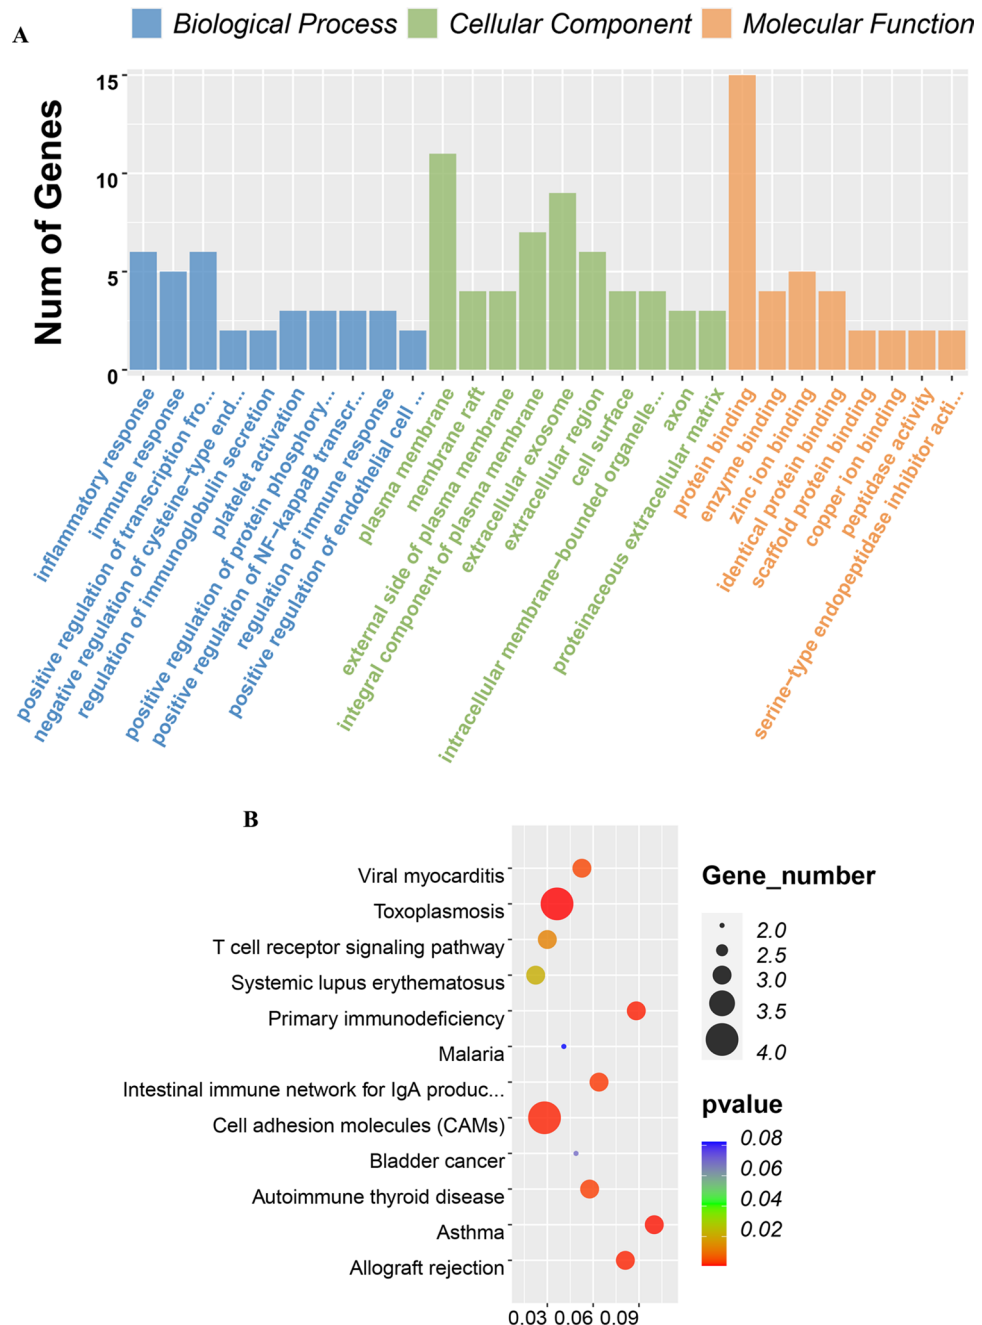 A
Biological Process
Cellular Component
Molecular Function
Num of Genes
15
10
5
0
inflammatory response
immune response
positive regulation of transcription fro...
negative regulation of cysteine−type end...
regulation of immunoglobulin secretion
platelet activation
positive regulation of protein phosphory...
positive regulation of NF−kappaB transcr...
regulation of immune response
positive regulation of endothelial cell ...
plasma membrane
membrane raft
external side of plasma membrane
integral component of plasma membrane
extracellular exosome
extracellular region
cell surface
intracellular membrane−bounded organelle...
axon
proteinaceous extracellular matrix
protein binding
enzyme binding
zinc ion binding
identical protein binding
scaffold protein binding
copper ion binding
peptidase activity
serine−type endopeptidase inhibitor acti...
B
Viral myocarditis
Toxoplasmosis
T cell receptor signaling pathway
Systemic lupus erythematosus
Primary immunodeficiency
Malaria
Intestinal immune network for IgA produc...
Cell adhesion molecules (CAMs)
Bladder cancer
Autoimmune thyroid disease
Asthma
Allograft rejection
0.03 0.06 0.09
Gene_number
2.0
2.5
3.0
3.5
4.0
pvalue
0.08
0.06
0.04
0.02